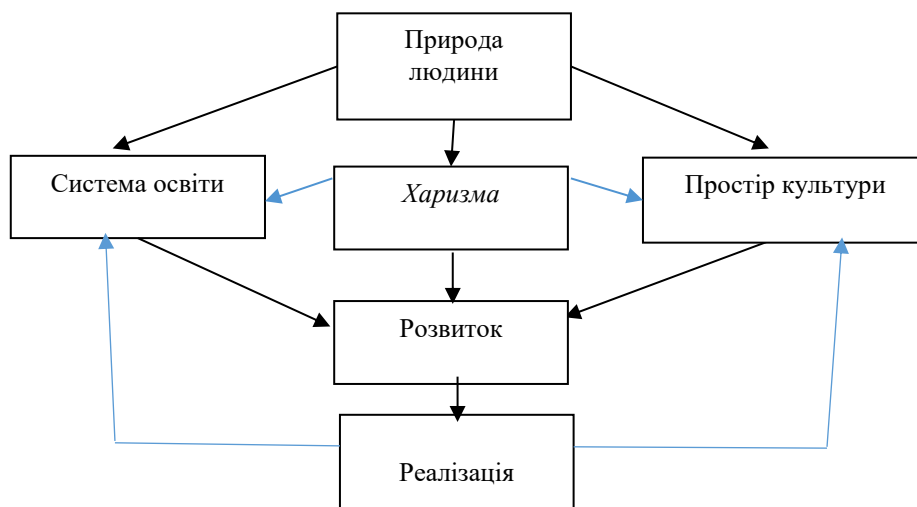 Природа
людини
Система освіти
Харизма
Простір культури
Розвиток
Реалізація